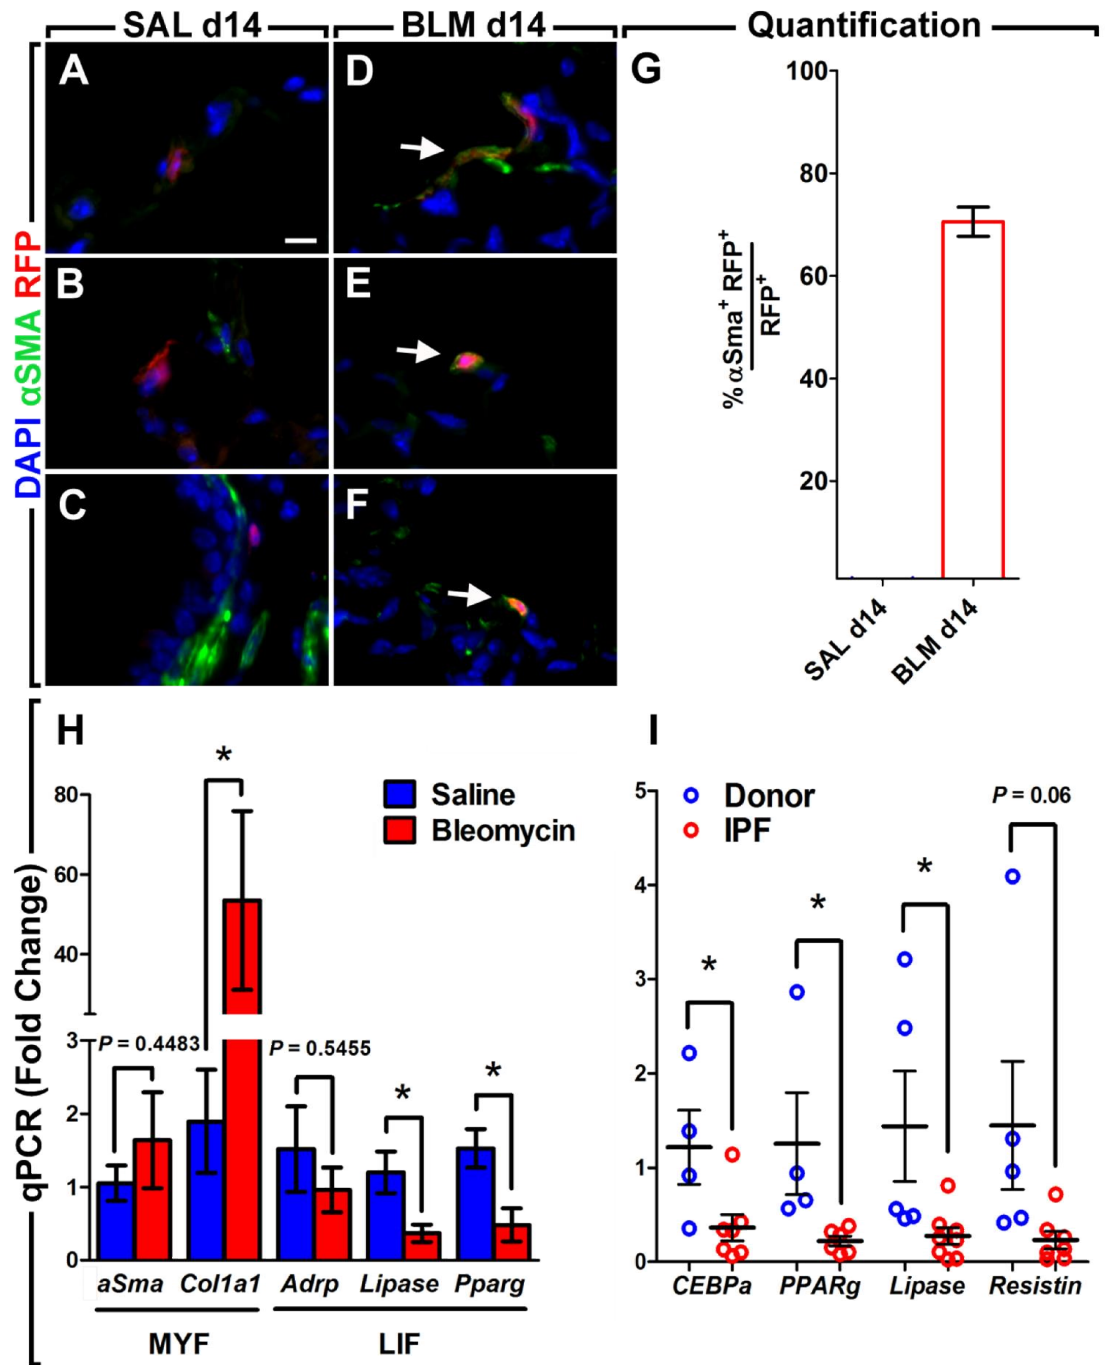 SAL d14
BLM d14
Quantification
DAPI αSMA RFP
A
B
C
D
E
F
G
% αSma+ RFP+
RFP+
100
80
60
40
20
SAL d14
BLM d14
H
qPCR (Fold Change)
80
60
40
3
2
1
0
*
P = 0.4483
P = 0.5455
*
*
Saline
Bleomycin
aSma Col1a1 Adrp Lipase Pparg
MYF LIF
I
5
4
3
2
1
0
Donor
IPF
P = 0.06
*
*
*
CEBPa PPARg Lipase Resistin